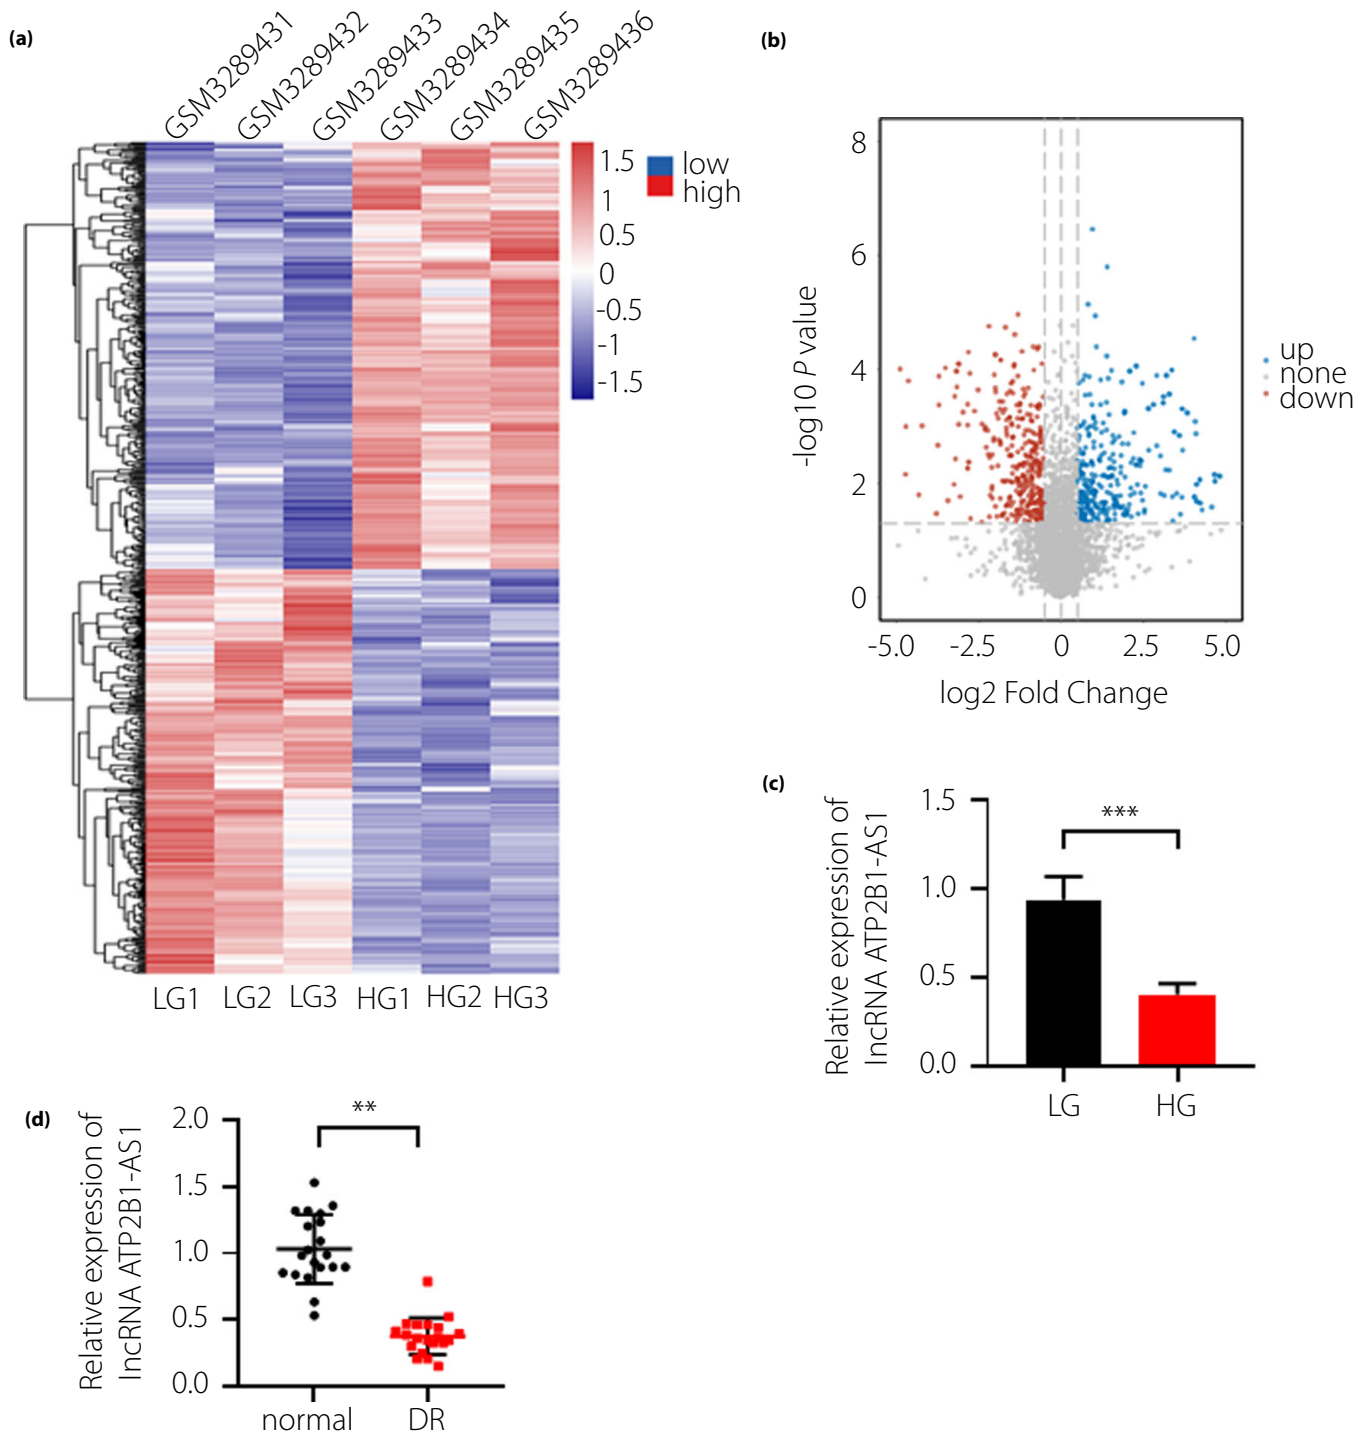 (a)
GSM3289431
GSM3289432
GSM3289433
GSM3289434
GSM3289435
GSM3289436
1.5
1
0.5
0
-0.5
-1
-1.5
low
high
LG1 LG2 LG3 HG1 HG2 HG3
(b)
8
6
4
2
0
-log10 P value
-5.0 -2.5 0 2.5 5.0
log2 Fold Change
up
none
down
(c)
Relative expression of
lncRNA ATP2B1-AS1
1.5
1.0
0.5
0.0
***
LG HG
(d)
Relative expression of
lncRNA ATP2B1-AS1
2.0
1.5
1.0
0.5
0.0
**
normal DR